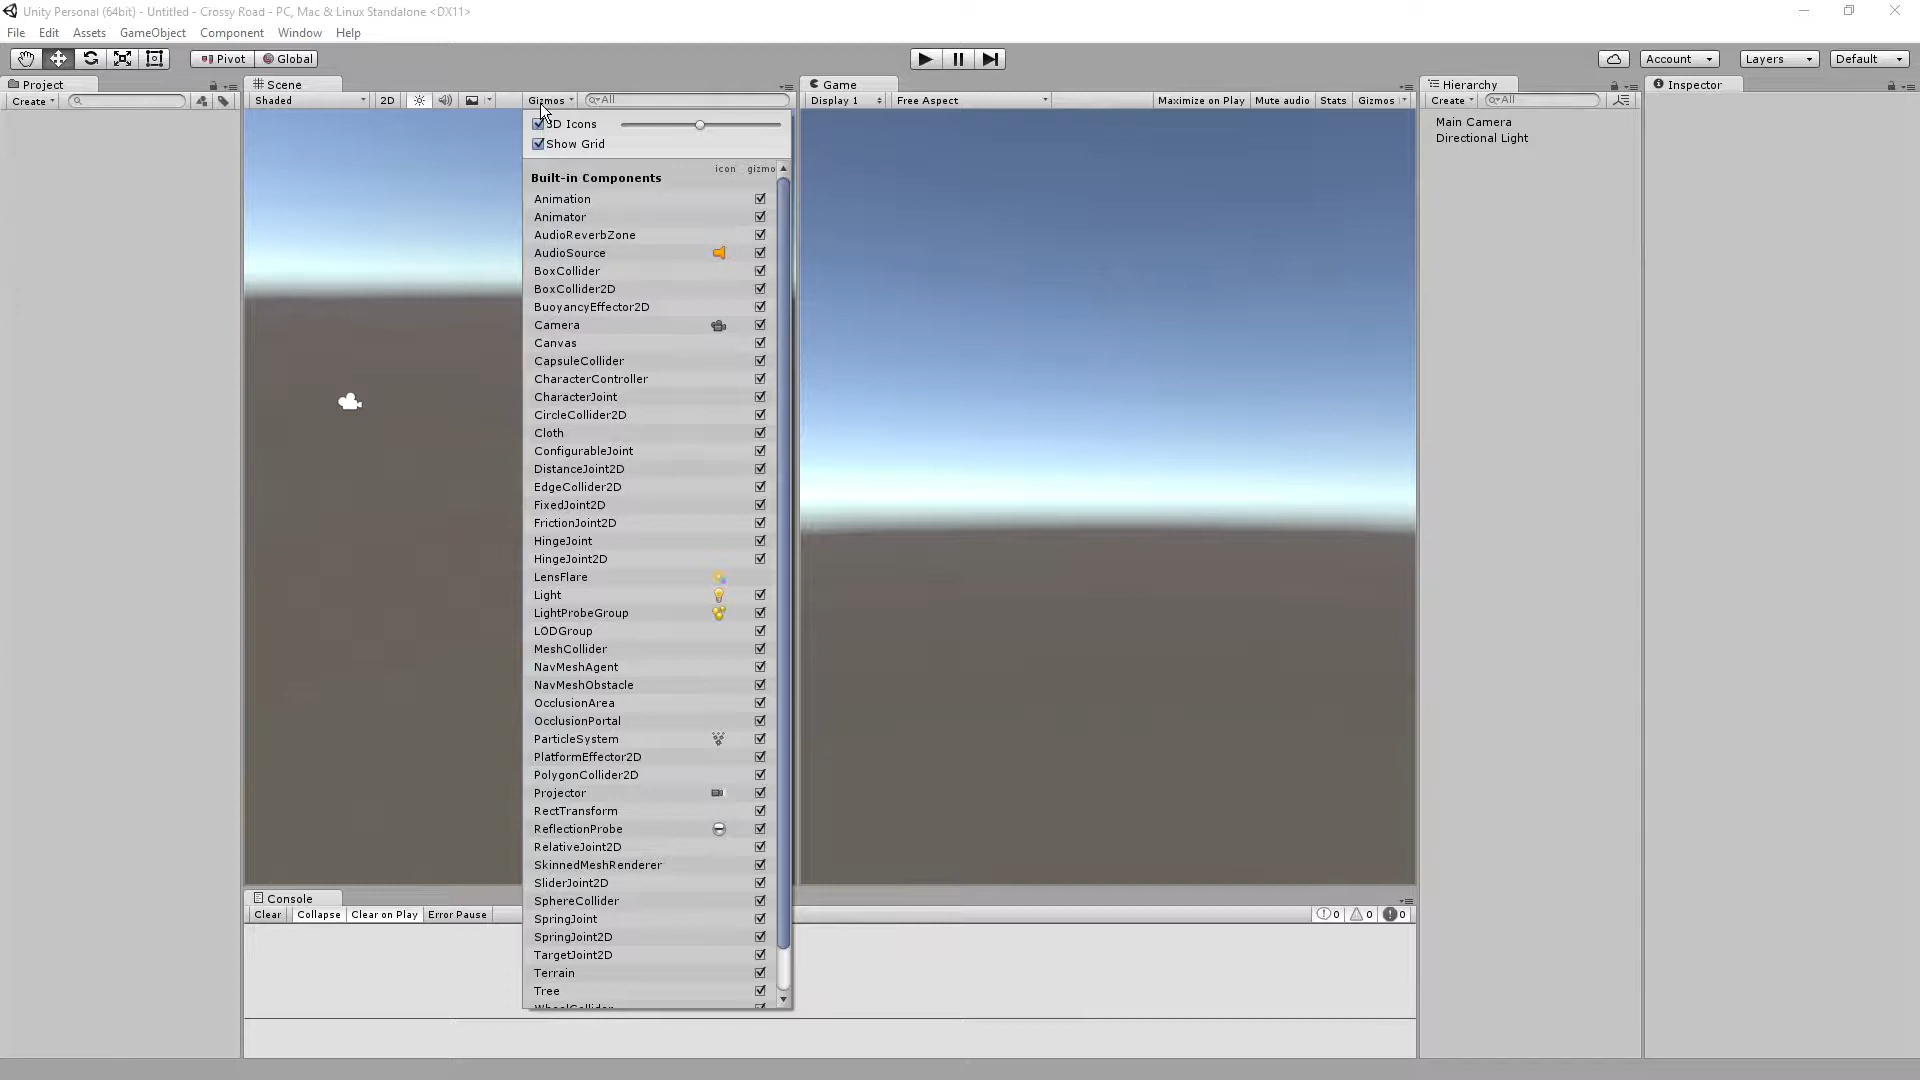 Unity Personal (64bit) - Untitled - Crossy Road - PC, Mac & Linux Standalone <DX11>
File Edit Assets GameObject Component Window Help
Pivot Global Account Layers Default
Project Scene Game Hierarchy Inspector
Create Shaded 2D Gizmos All Display 1 Free Aspect Maximize on Play Mute audio Stats Gizmos Create All
3D Icons
Show Grid
Main Camera
Directional Light
icon gizmo
Built-in Components
Animation
Animator
AudioReverbZone
AudioSource
BoxCollider
BoxCollider2D
BuoyancyEffector2D
Camera
Canvas
CapsuleCollider
CharacterController
CharacterJoint
CircleCollider2D
Cloth
ConfigurableJoint
DistanceJoint2D
EdgeCollider2D
FixedJoint2D
FrictionJoint2D
HingeJoint
HingeJoint2D
LensFlare
Light
LightProbeGroup
LODGroup
MeshCollider
NavMeshAgent
NavMeshObstacle
OcclusionArea
OcclusionPortal
ParticleSystem
PlatformEffector2D
PolygonCollider2D
Projector
RectTransform
ReflectionProbe
RelativeJoint2D
SkinnedMeshRenderer
SliderJoint2D
SphereCollider
SpringJoint
SpringJoint2D
TargetJoint2D
Terrain
Tree
WheelCollider
Console
Clear Collapse Clear on Play Error Pause 0 0 0